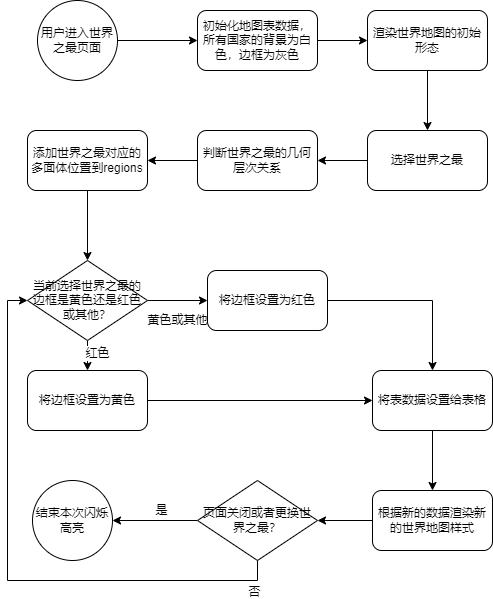 用户进入世界
之最页面
初始化地图表数据，
所有国家的背景为白
色，边框为灰色
渲染世界地图的初始
形态
添加世界之最对应的
多面体位置到regions
判断世界之最的几何
层次关系
选择世界之最
当前选择世界之最的
边框是黄色还是红色
或其他？
将边框设置为红色
黄色或其他
红色
将边框设置为黄色
将表数据设置给表格
结束本次闪烁
高亮
是
页面关闭或者更换世
界之最？
根据新的数据渲染新
的世界地图样式
否